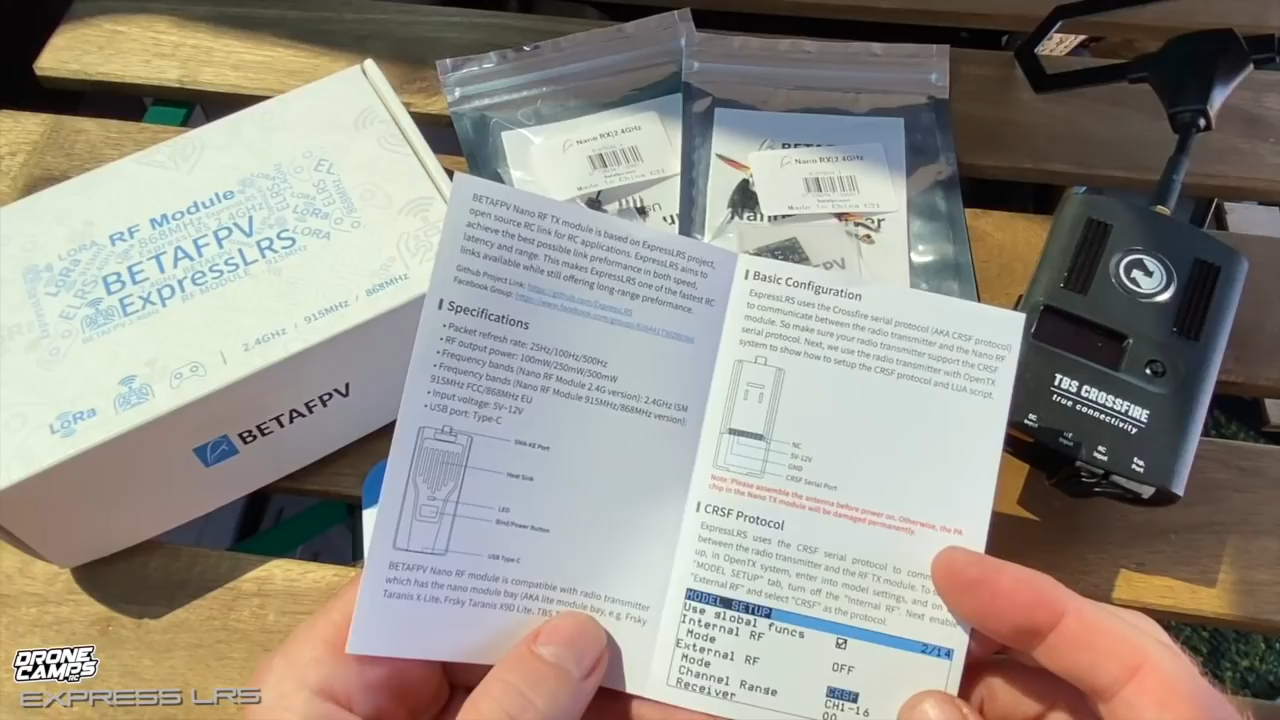 RF Module
868MHZ
2.4GHz
BETAFPV
ExpressLRS
RF MODULE
LORA
LoRa
ELRS
2.4GHz / 915MHz / 868MHz
LoRa
BETAFPV
Nano RX|2.4GHz
Made in China
Nano RX|2.4GHz
Made in China
TBS CROSSFIRE
true connectivity
BETAFPV Nano RF TX module is based on ExpressLRS project,
open source RC link for RC applications. ExpressLRS aims to
achieve the best possible link preformance in both speed,
latency and range. This makes ExpressLRS one of the fastest RC
links available while still offering long-range preformance.
Github Project Link: https://github.com/ExpressLRS
Facebook Group:
Specifications
• Packet refresh rate: 25Hz/100Hz/500Hz
• RF output power: 100mW/250mW/500mW
• Frequency bands (Nano RF Module 2.4G version): 2.4GHz ISM
• Frequency bands (Nano RF Module 915MHz/868MHz version):
915MHz FCC/868MHz EU
• Input voltage: 5V~12V
• USB port: Type-C
SMA-KE Port
Heat Sink
LED
Bind/Power Button
USB Type-C
BETAFPV Nano RF module is compatible with radio transmitter
which has the nano module bay (AKA lite module bay, e.g. Frsky
Taranis X-Lite, Frsky Taranis X9D Lite, TBS
Basic Configuration
ExpressLRS uses the Crossfire serial protocol (AKA CRSF protocol)
to communicate between the radio transmitter and the Nano RF
module. So make sure your radio transmitter support the CRSF
serial protocol. Next, we use the radio transmitter with OpenTX
system to show how to setup the CRSF protocol and LUA script.
NC
5V-12V
GND
CRSF Serial Port
Note: Please assemble the antenna before power on. Otherwise, the PA
chip in the Nano TX module will be damaged permanently.
CRSF Protocol
ExpressLRS uses the CRSF serial protocol to
between the radio transmitter and the RF TX module. To
up, in OpenTX system, enter into model settings, and on
"MODEL SETUP" tab, turn off the "Internal RF". Next enable
"External RF" and select "CRSF" as the protocol.
MODEL SETUP 2/14
Use global funcs
Internal RF
Mode OFF
External RF
Mode CRSF
Channel Range CH1-16
Receiver 00
DRONE
CAMPS RC
EXPRESS LRS